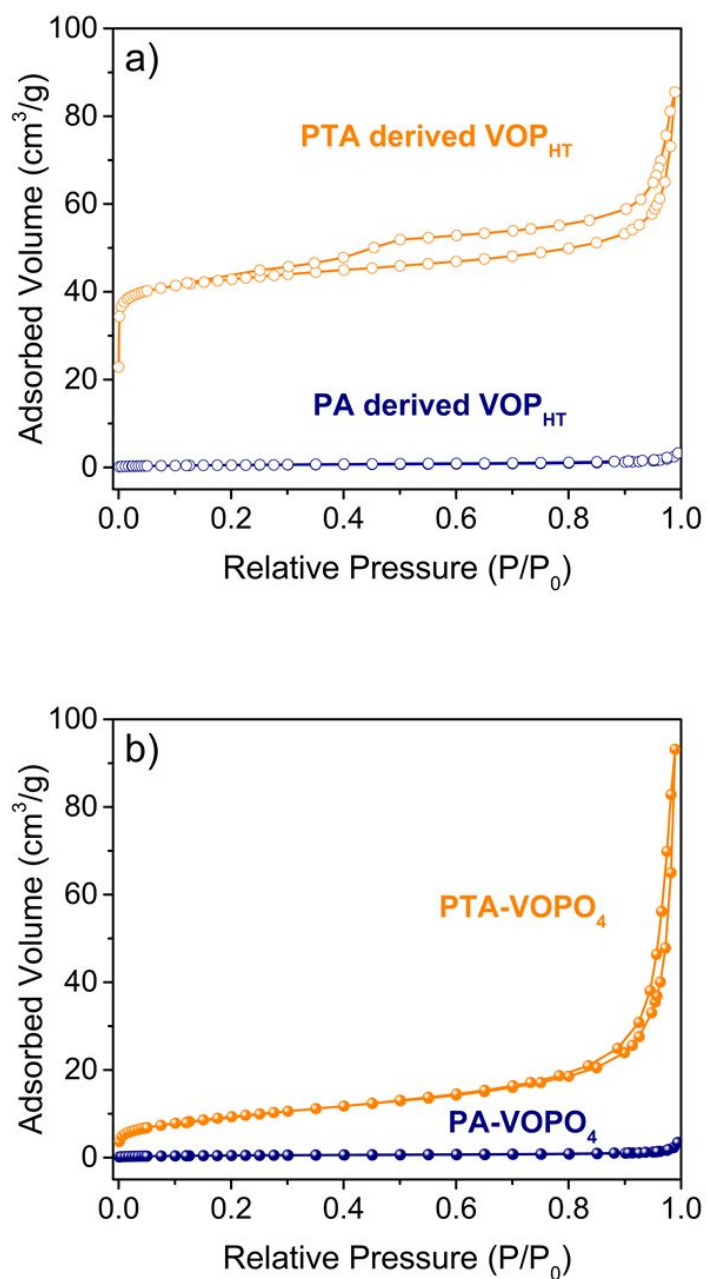 a)
100
80
60
40
20
0
Adsorbed Volume (cm³/g)
PTA derived VOP_HT
PA derived VOP_HT
0.0 0.2 0.4 0.6 0.8 1.0
Relative Pressure (P/P₀)
b)
100
80
60
40
20
0
Adsorbed Volume (cm³/g)
PTA-VOPO₄
PA-VOPO₄
0.0 0.2 0.4 0.6 0.8 1.0
Relative Pressure (P/P₀)